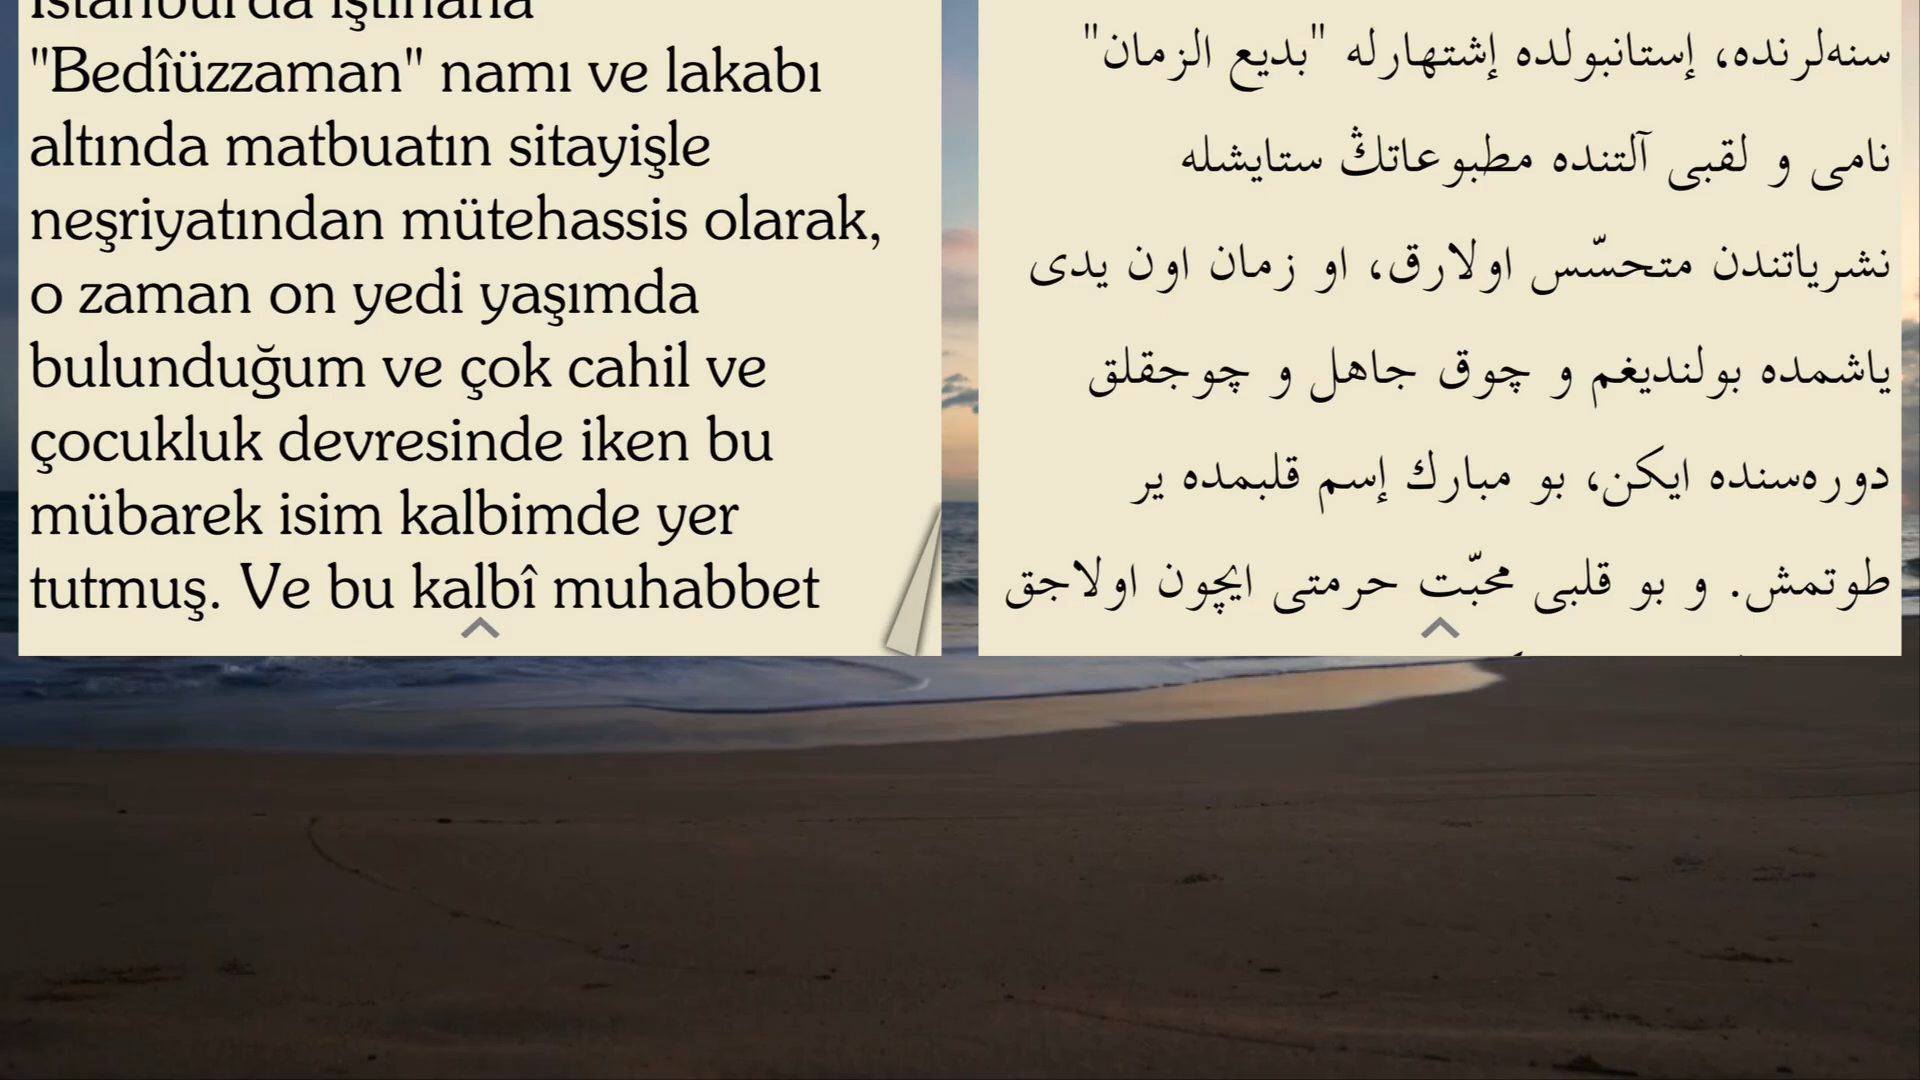 İstanbul'da iştiharla
"Bedîüzzaman" namı ve lakabı
altında matbuatın sitayişle
neşriyatından mütehassis olarak,
o zaman on yedi yaşımda
bulunduğum ve çok cahil ve
çocukluk devresinde iken bu
mübarek isim kalbimde yer
tutmuş. Ve bu kalbî muhabbet
سنه‌لرنده، إستانبولده إشتهارله "بديع الزمان"
نامى و لقبى آلتنده مطبوعاتڭ ستايشله
نشرياتندن متحسّس اولارق، او زمان اون يدى
ياشمده بولنديغم و چوق جاهل و چوجقلق
دوره‌سنده ايكن، بو مبارك إسم قلبمده ير
طوتمش. و بو قلبى محبّت حرمتى ايچون اولاجق